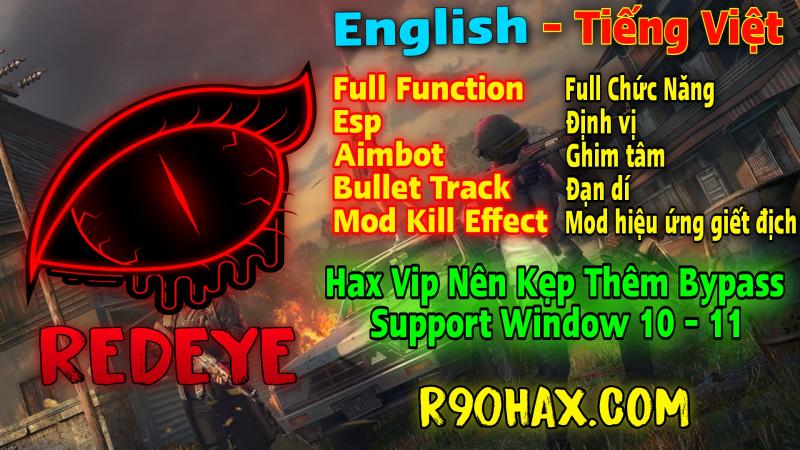 English - Tiếng Việt
Full Function Full Chức Năng
Esp Định vị
Aimbot Ghim tâm
Bullet Track Đạn dí
Mod Kill Effect Mod hiệu ứng giết địch
Hax Vip Nên Kẹp Thêm Bypass
Support Window 10 - 11
REDEYE
R90HAX.COM